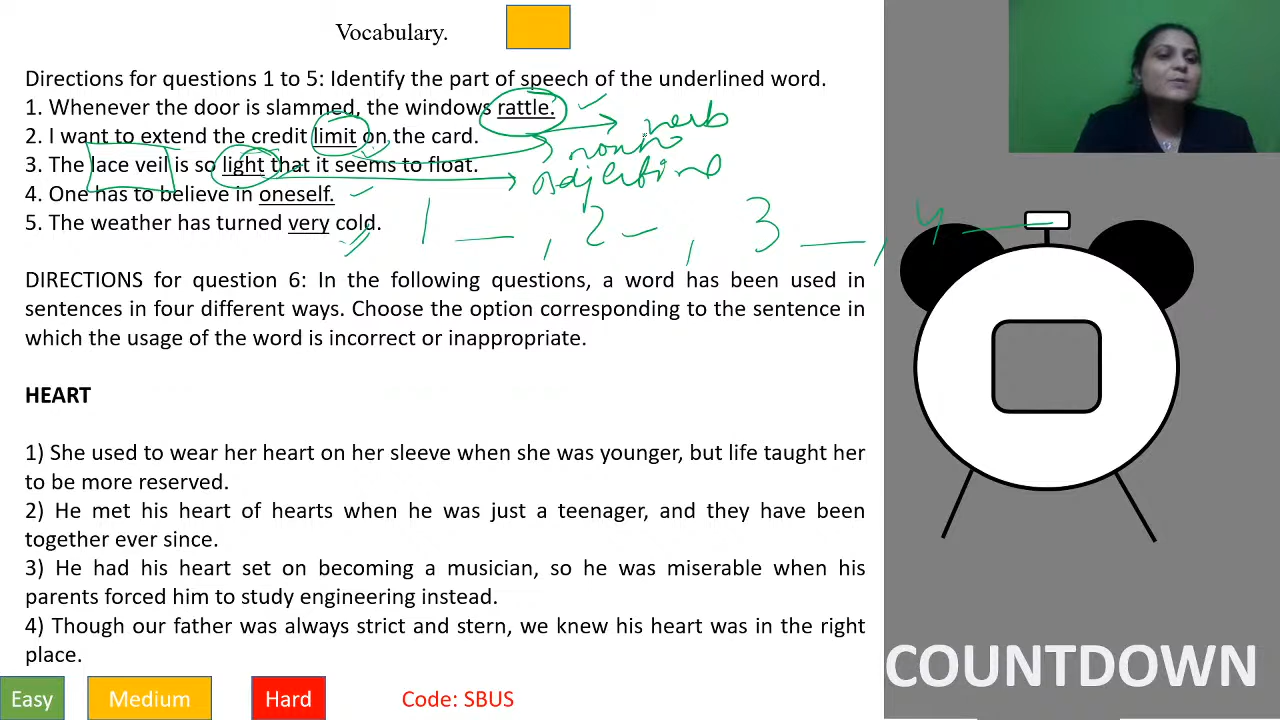 Vocabulary.
Directions for questions 1 to 5: Identify the part of speech of the underlined word.
1. Whenever the door is slammed, the windows rattle.
verb
2. I want to extend the credit limit on the card.
noun
3. The lace veil is so light that it seems to float.
adjective
4. One has to believe in oneself.
5. The weather has turned very cold.
1 __ , 2 – , 3 __ , 4 __
DIRECTIONS for question 6: In the following questions, a word has been used in
sentences in four different ways. Choose the option corresponding to the sentence in
which the usage of the word is incorrect or inappropriate.
HEART
1) She used to wear her heart on her sleeve when she was younger, but life taught her
to be more reserved.
2) He met his heart of hearts when he was just a teenager, and they have been
together ever since.
3) He had his heart set on becoming a musician, so he was miserable when his
parents forced him to study engineering instead.
4) Though our father was always strict and stern, we knew his heart was in the right
place.
COUNTDOWN
Easy
Medium
Hard
Code: SBUS